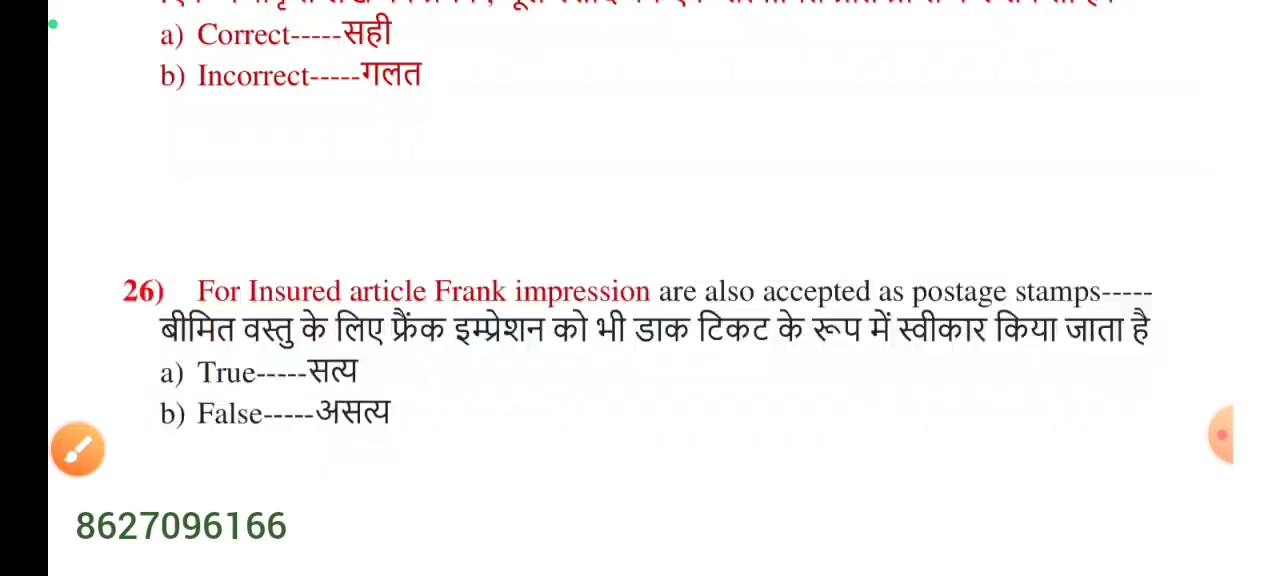 a) Correct-----सही
b) Incorrect-----गलत
26) For Insured article Frank impression are also accepted as postage stamps-----
बीमित वस्तु के लिए फ्रैंक इम्प्रेशन को भी डाक टिकट के रूप में स्वीकार किया जाता है
a) True-----सत्य
b) False-----असत्य
8627096166